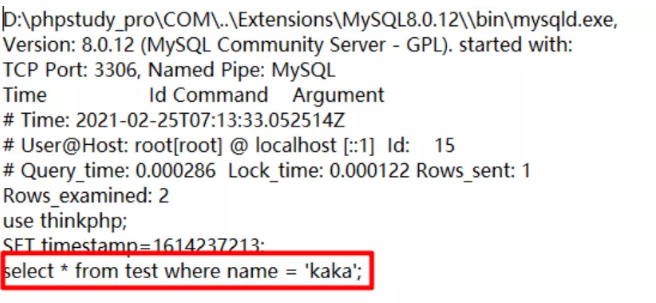 D:\phpstudy_pro\COM\..\Extensions\MySQL8.0.12\\bin\mysqld.exe,
Version: 8.0.12 (MySQL Community Server - GPL). started with:
TCP Port: 3306, Named Pipe: MySQL
Time Id Command Argument
# Time: 2021-02-25T07:13:33.052514Z
# User@Host: root[root] @ localhost [::1] Id: 15
# Query_time: 0.000286 Lock_time: 0.000122 Rows_sent: 1
Rows_examined: 2
use thinkphp;
SET timestamp=1614237213;
select * from test where name = 'kaka';